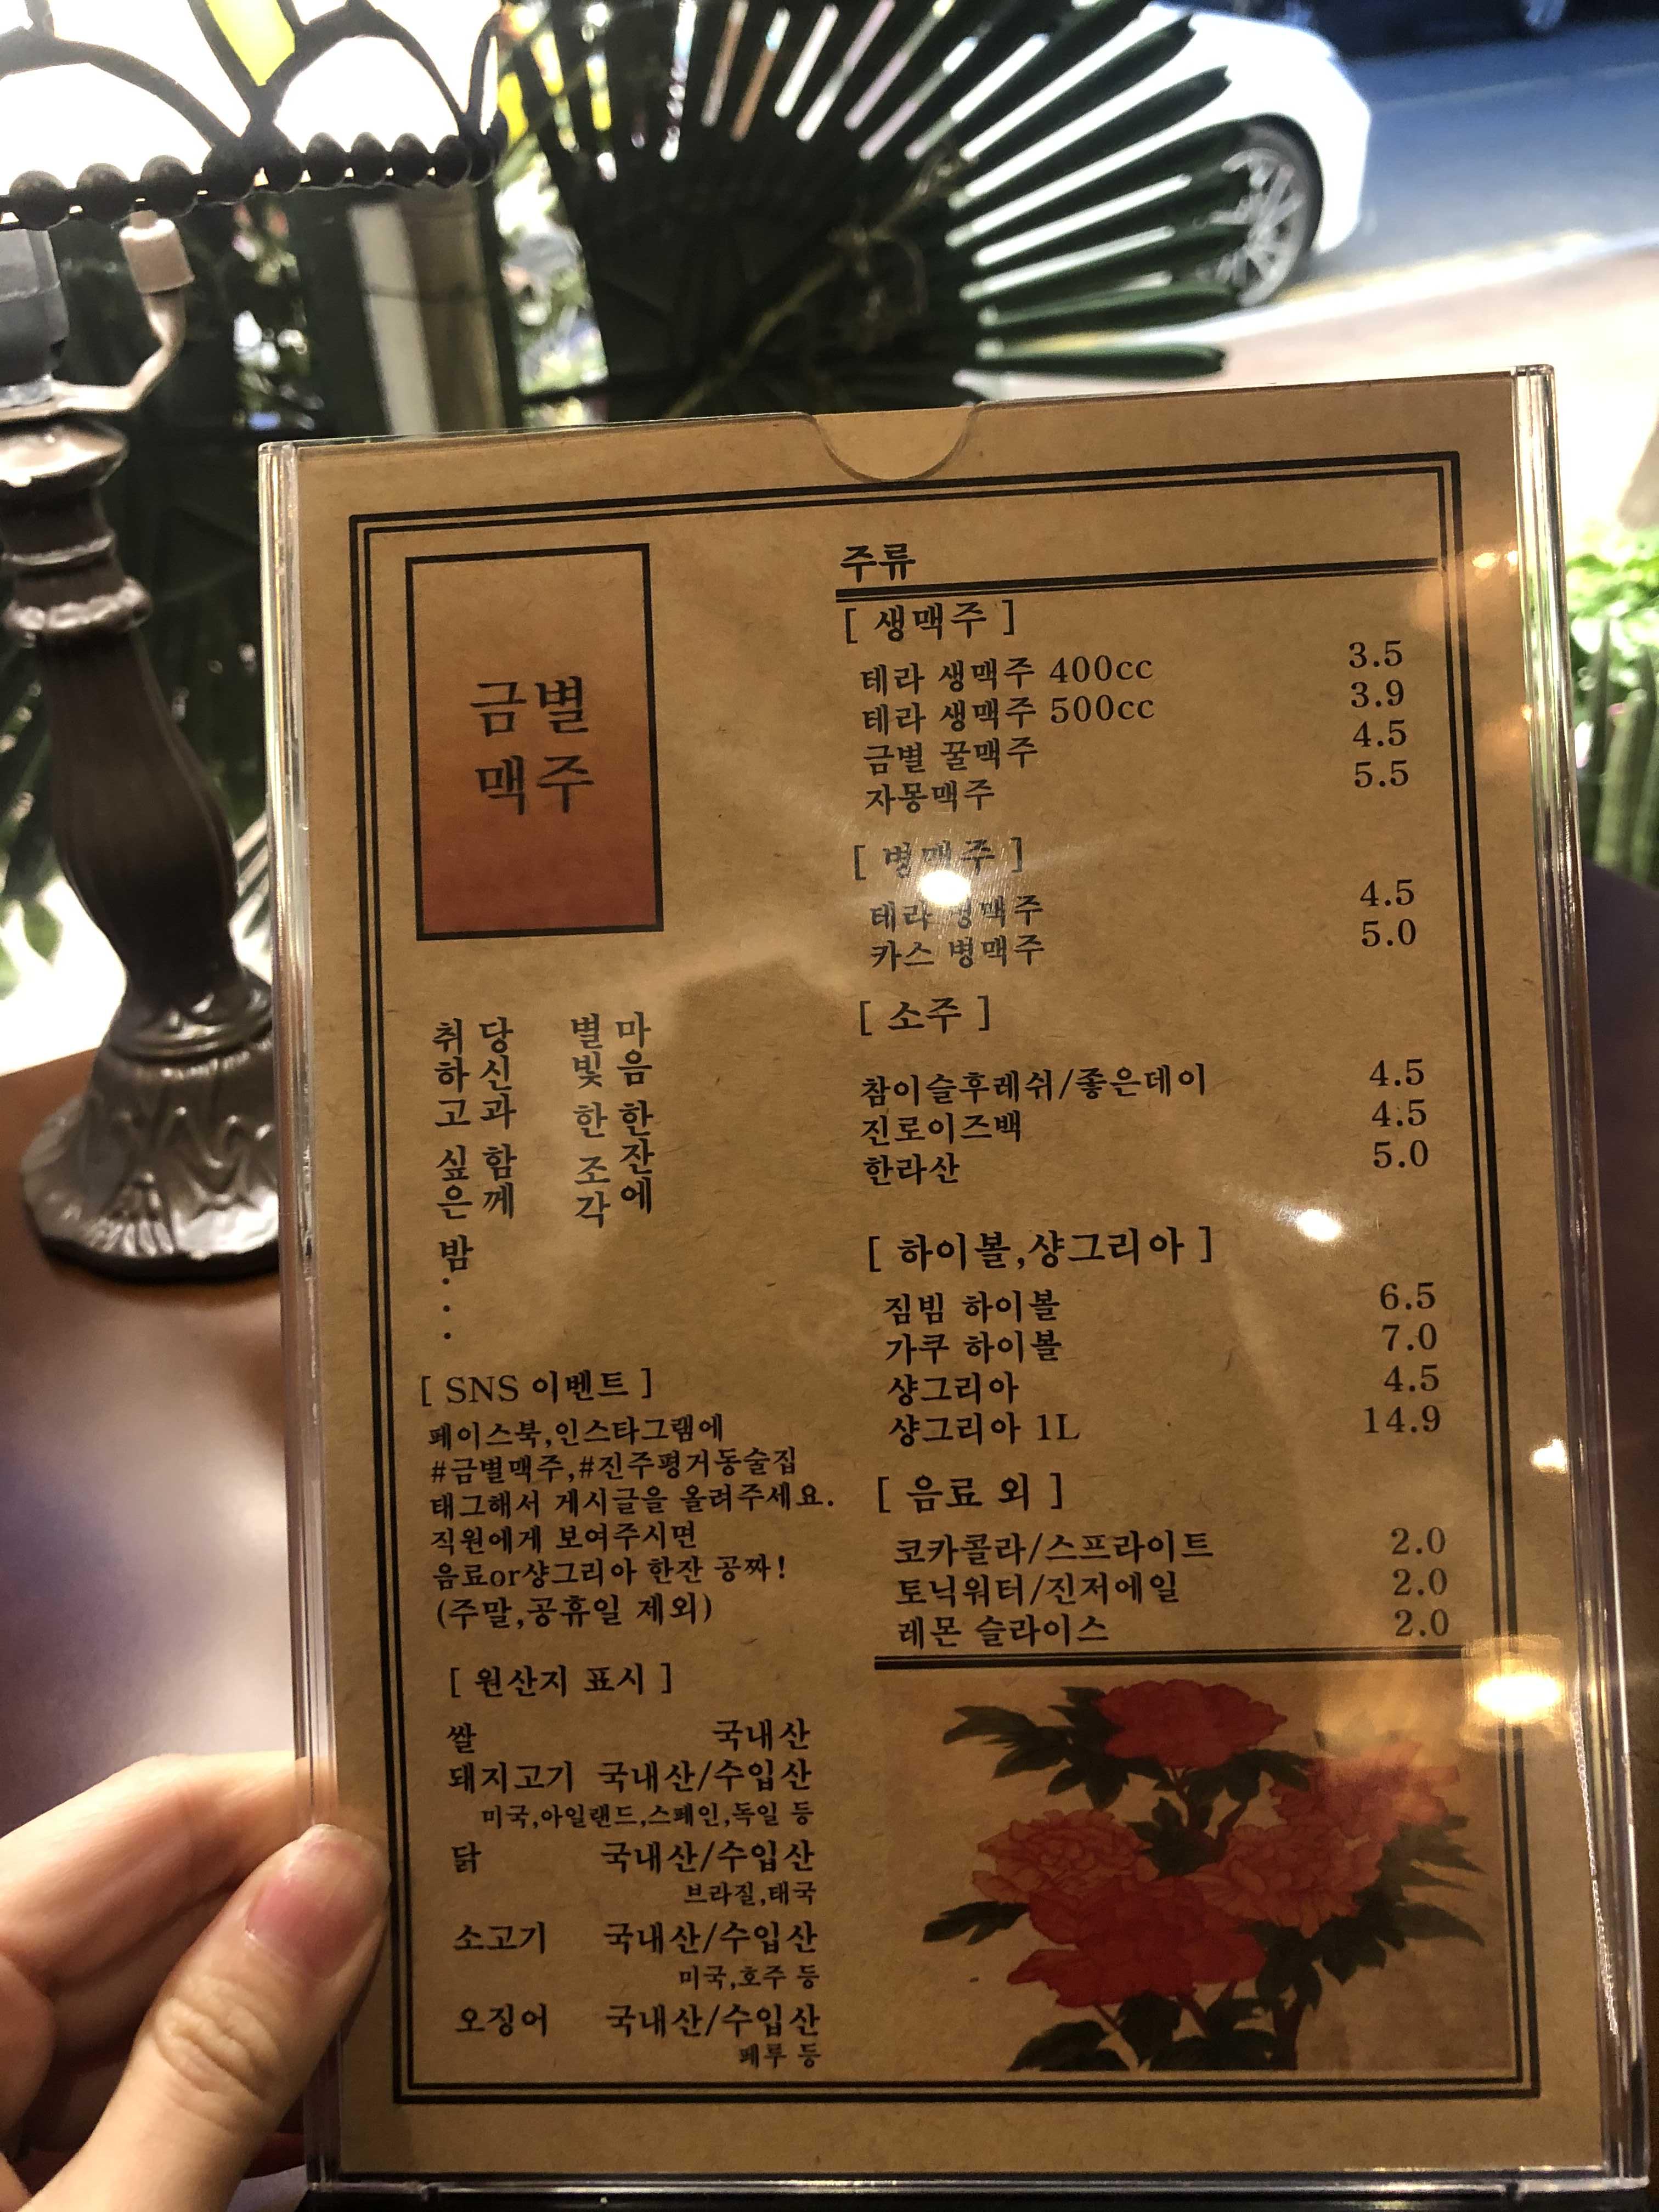 금별
맥주
마음 한잔에
별빛 한 조각
당신과 함께
취하고 싶은 밤...
[ SNS 이벤트 ]
페이스북,인스타그램에
#금별맥주,#진주평거동술집
태그해서 게시글을 올려주세요.
직원에게 보여주시면
음료or샹그리아 한잔 공짜!
(주말,공휴일 제외)
[ 원산지 표시 ]
쌀 국내산
돼지고기 국내산/수입산
미국,아일랜드,스페인,독일 등
닭 국내산/수입산
브라질,태국
소고기 국내산/수입산
미국,호주 등
오징어 국내산/수입산
페루 등
주류
[ 생맥주 ]
테라 생맥주 400cc 3.5
테라 생맥주 500cc 3.9
금별 꿀맥주 4.5
자몽맥주 5.5
[ 병맥주 ]
테라 병맥주 4.5
카스 병맥주 5.0
[ 소주 ]
참이슬후레쉬/좋은데이 4.5
진로이즈백 4.5
한라산 5.0
[ 하이볼,샹그리아 ]
짐빔 하이볼 6.5
가쿠 하이볼 7.0
샹그리아 4.5
샹그리아 1L 14.9
[ 음료 외 ]
코카콜라/스프라이트 2.0
토닉워터/진저에일 2.0
레몬 슬라이스 2.0